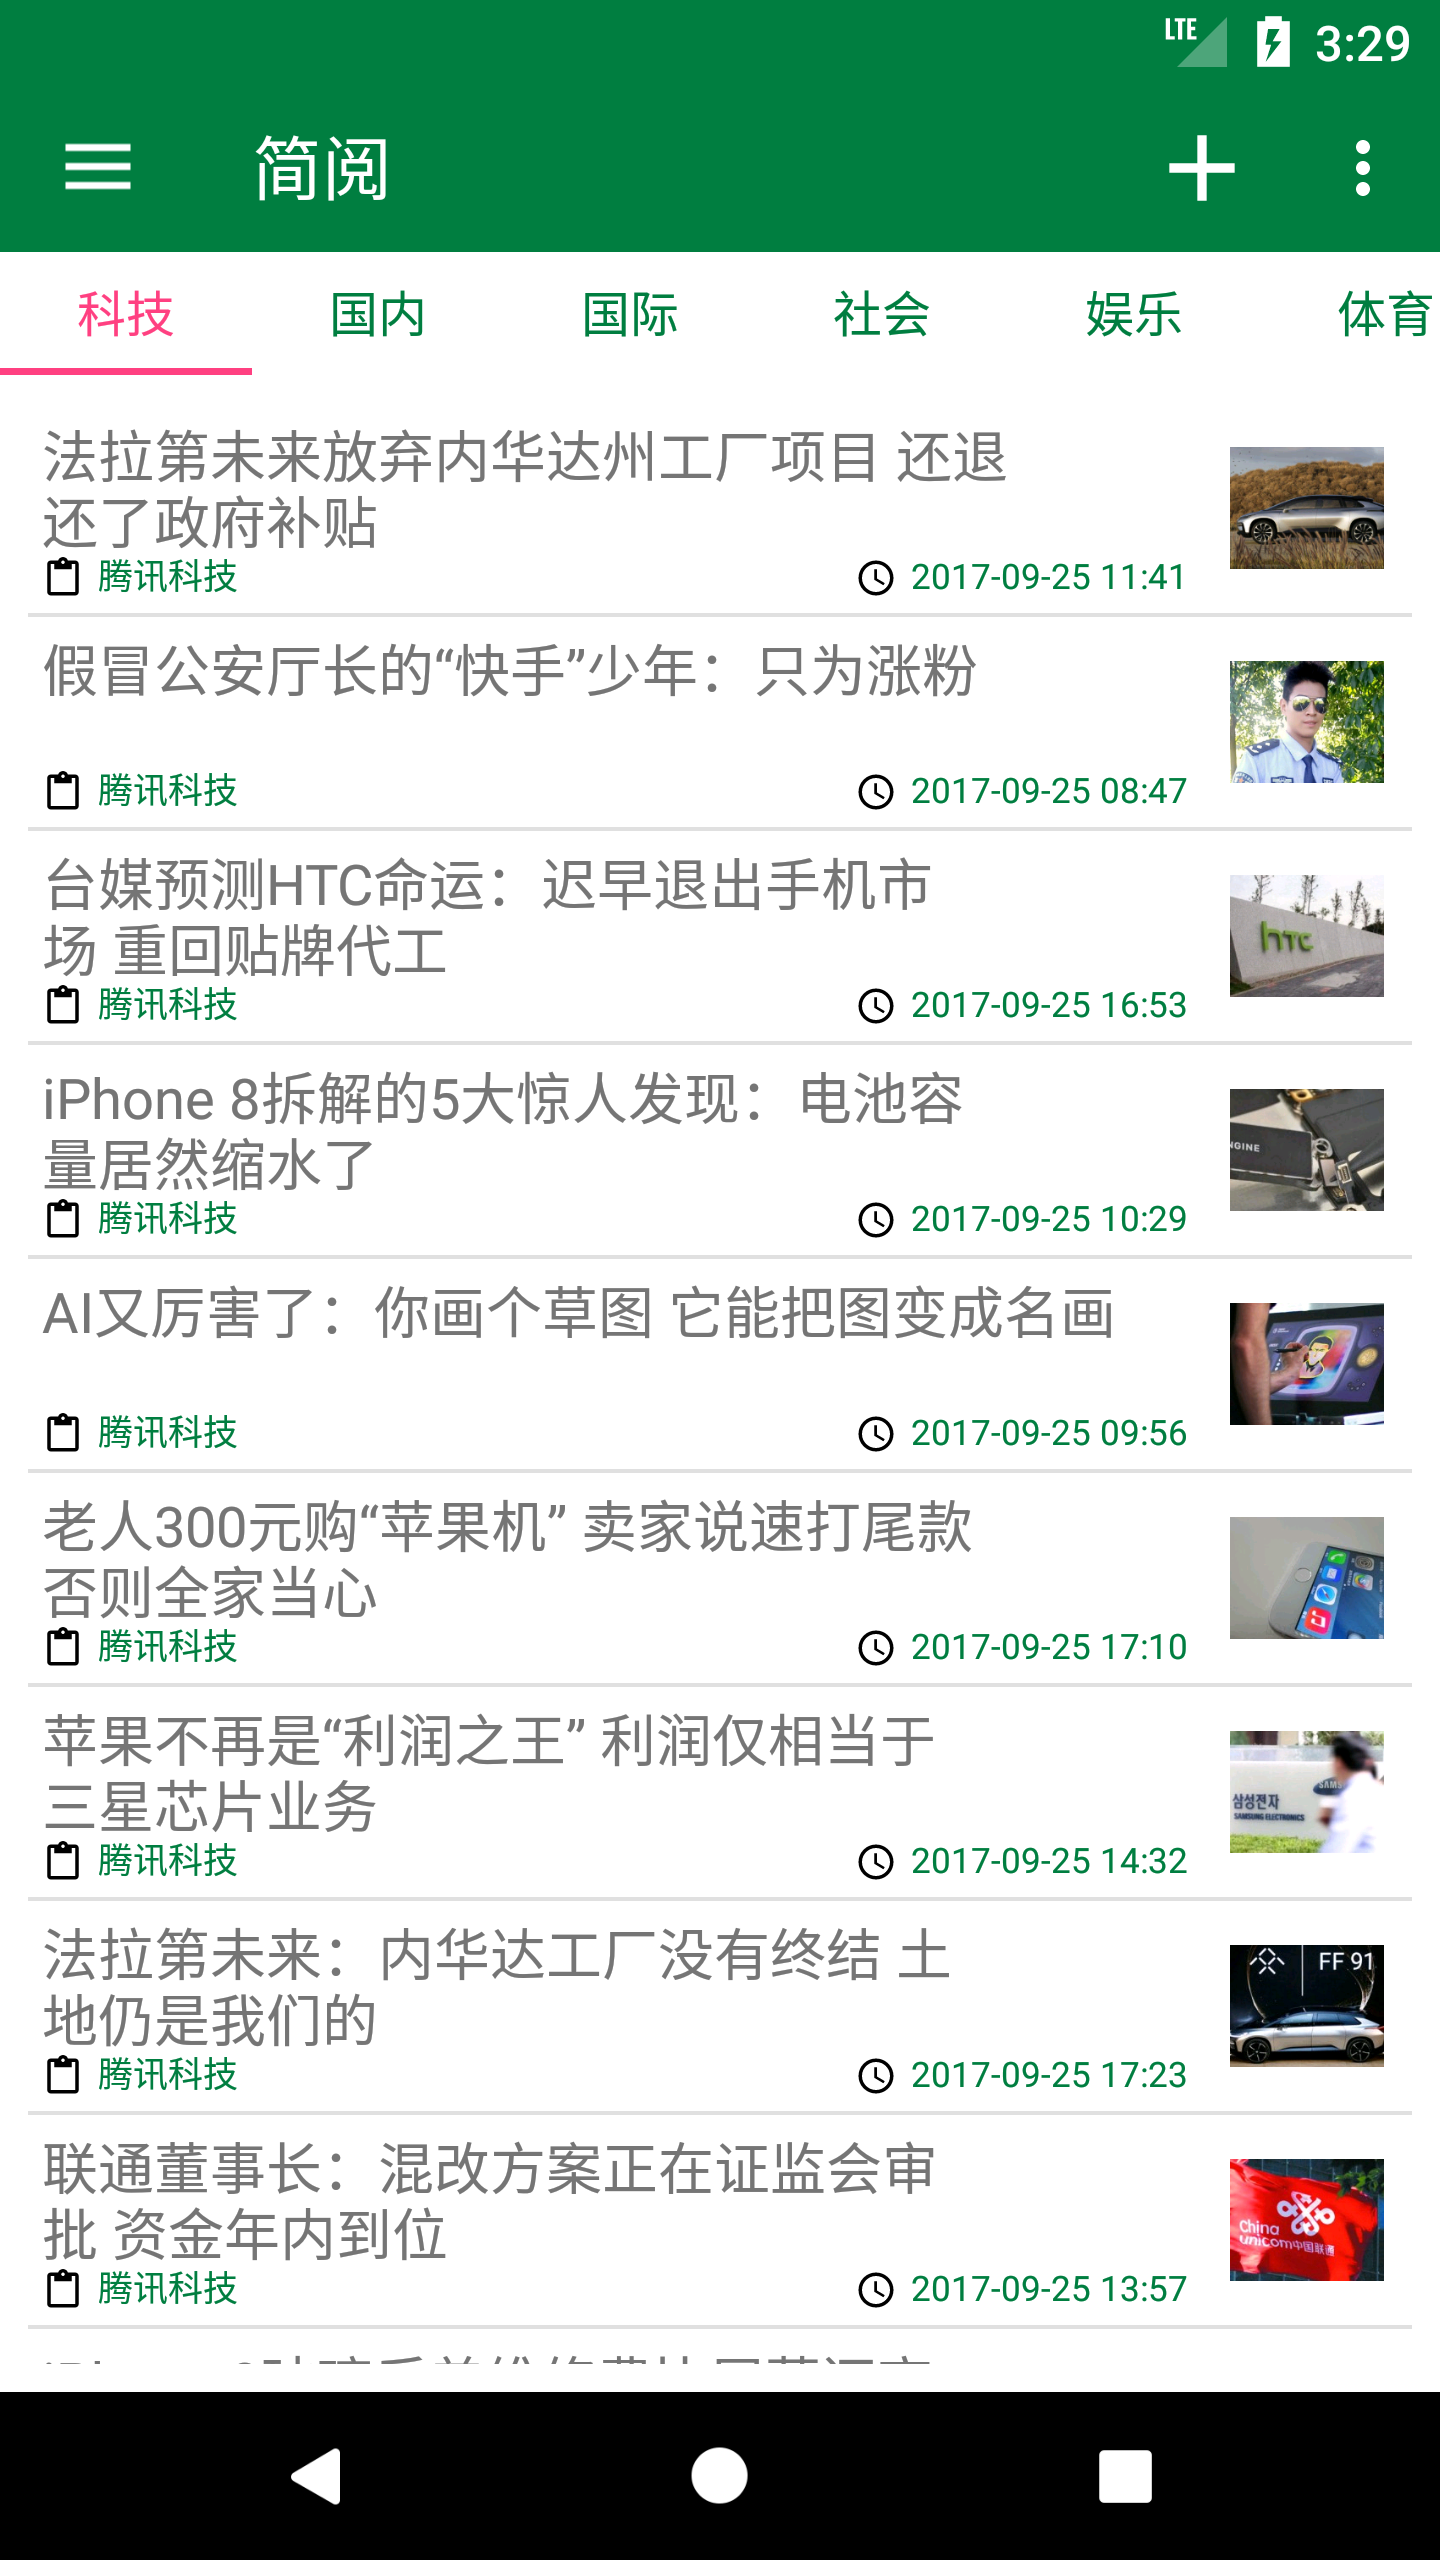 LTE 3:29
简阅
科技 国内 国际 社会 娱乐 体育
法拉第未来放弃内华达州工厂项目 还退
还了政府补贴
腾讯科技 2017-09-25 11:41
假冒公安厅长的“快手”少年：只为涨粉
腾讯科技 2017-09-25 08:47
台媒预测HTC命运：迟早退出手机市
场 重回贴牌代工
腾讯科技 2017-09-25 16:53
hTC
iPhone 8拆解的5大惊人发现：电池容
量居然缩水了
腾讯科技 2017-09-25 10:29
NGINE
AI又厉害了：你画个草图 它能把图变成名画
腾讯科技 2017-09-25 09:56
老人300元购“苹果机” 卖家说速打尾款
否则全家当心
腾讯科技 2017-09-25 17:10
苹果不再是“利润之王” 利润仅相当于
三星芯片业务
腾讯科技 2017-09-25 14:32
SAMS
삼성전자
SAMSUNG ELECTRONICS
法拉第未来：内华达工厂没有终结 土
地仍是我们的
腾讯科技 2017-09-25 17:23
FF 91
联通董事长：混改方案正在证监会审
批 资金年内到位
腾讯科技 2017-09-25 13:57
China
unicom中国联通